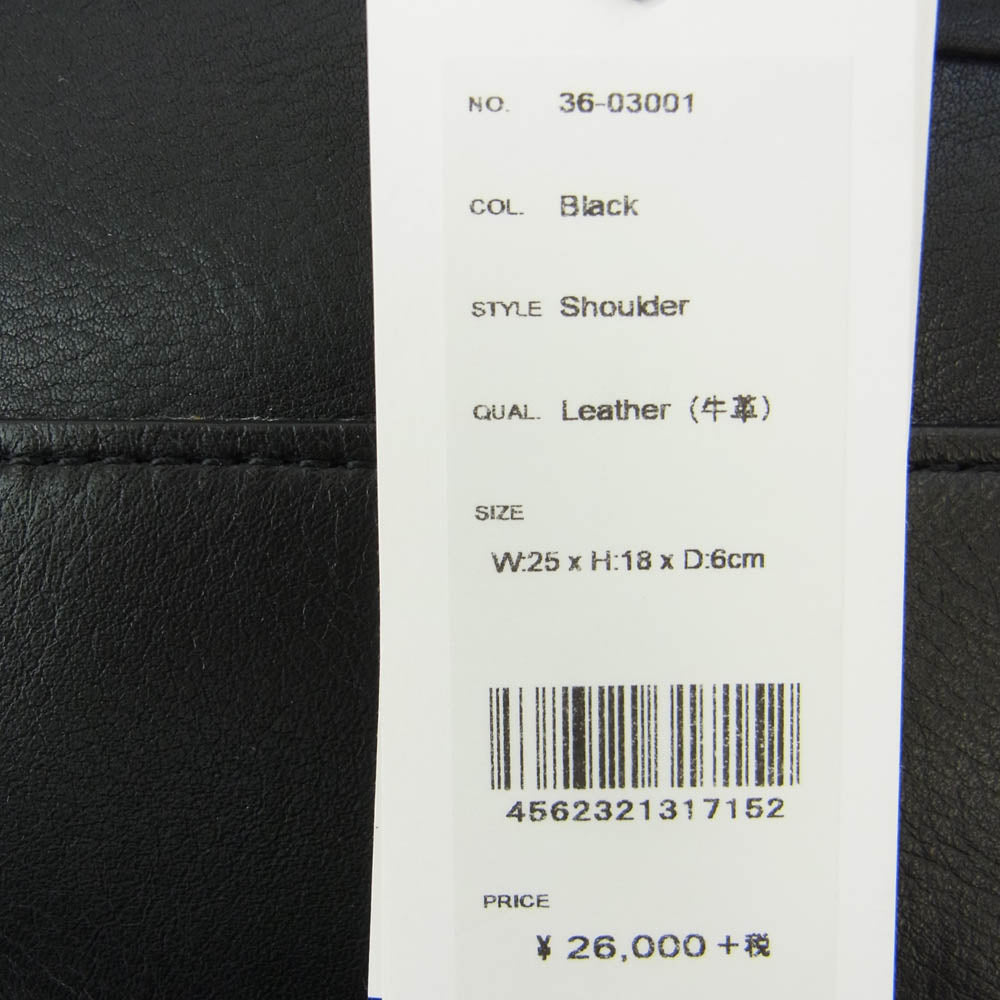 NO. 36-03001
COL. Black
STYLE Shoulder
QUAL. Leather (牛革)
SIZE
W:25 x H:18 x D:6cm
4562321317152
PRICE
¥ 26,000+税